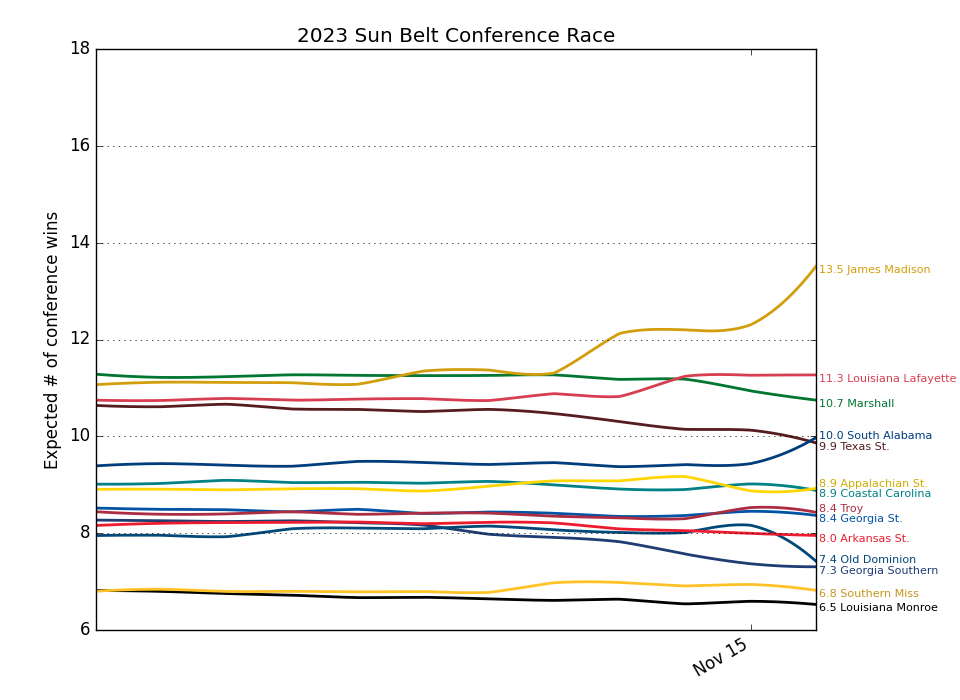 2023 Sun Belt Conference Race
Expected # of conference wins
18
16
14
12
10
8
6
Nov 15
13.5 James Madison
11.3 Louisiana Lafayette
10.7 Marshall
10.0 South Alabama
9.9 Texas St.
8.9 Appalachian St.
8.9 Coastal Carolina
8.4 Troy
8.4 Georgia St.
8.0 Arkansas St.
7.4 Old Dominion
7.3 Georgia Southern
6.8 Southern Miss
6.5 Louisiana Monroe